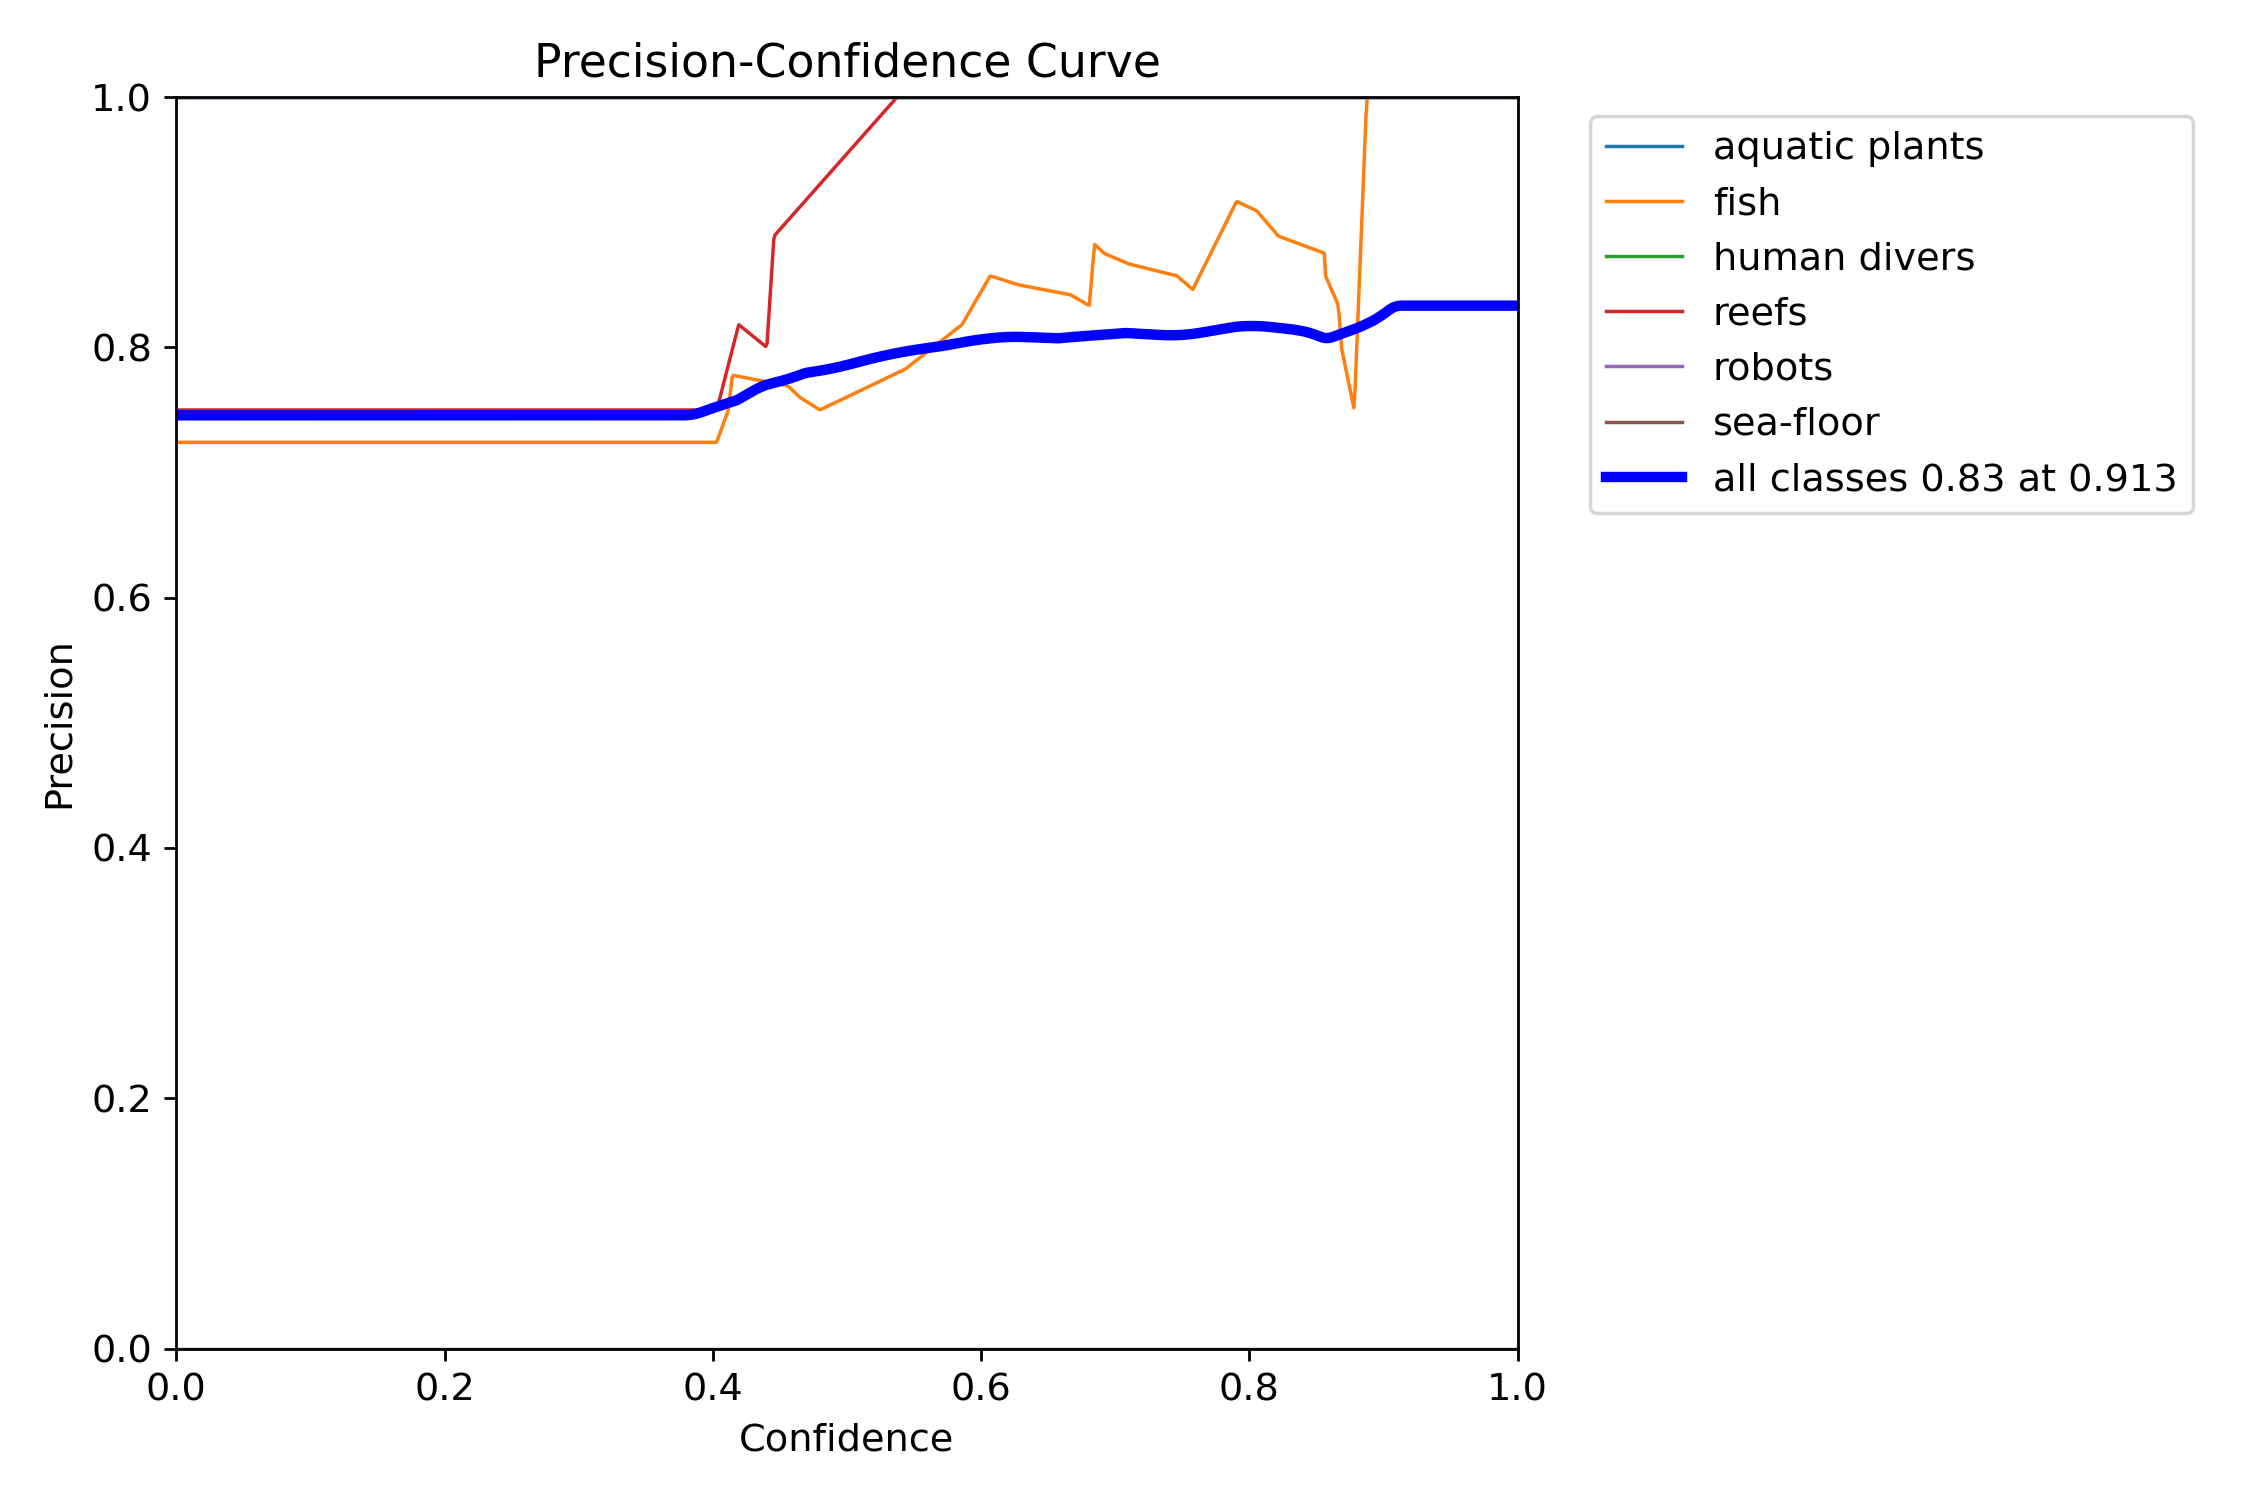 Precision-Confidence Curve
1.0
0.8
0.6
0.4
0.2
0.0
Precision
0.0 0.2 0.4 0.6 0.8 1.0
Confidence
aquatic plants
fish
human divers
reefs
robots
sea-floor
all classes 0.83 at 0.913